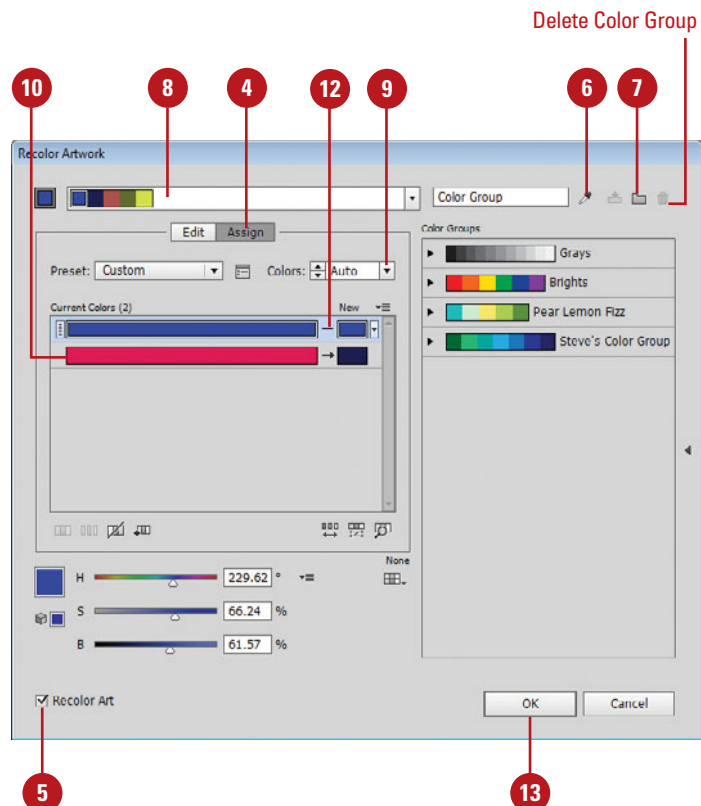 Delete Color Group
10 8 4 12 9 6 7
Recolor Artwork
Color Group
Edit Assign
Color Groups
Preset: Custom Colors: Auto
Grays
Brights
Pear Lemon Fizz
Steve's Color Group
Current Colors (2) New
None
H 229.62 °
S 66.24 %
B 61.57 %
Recolor Art
OK Cancel
5 13